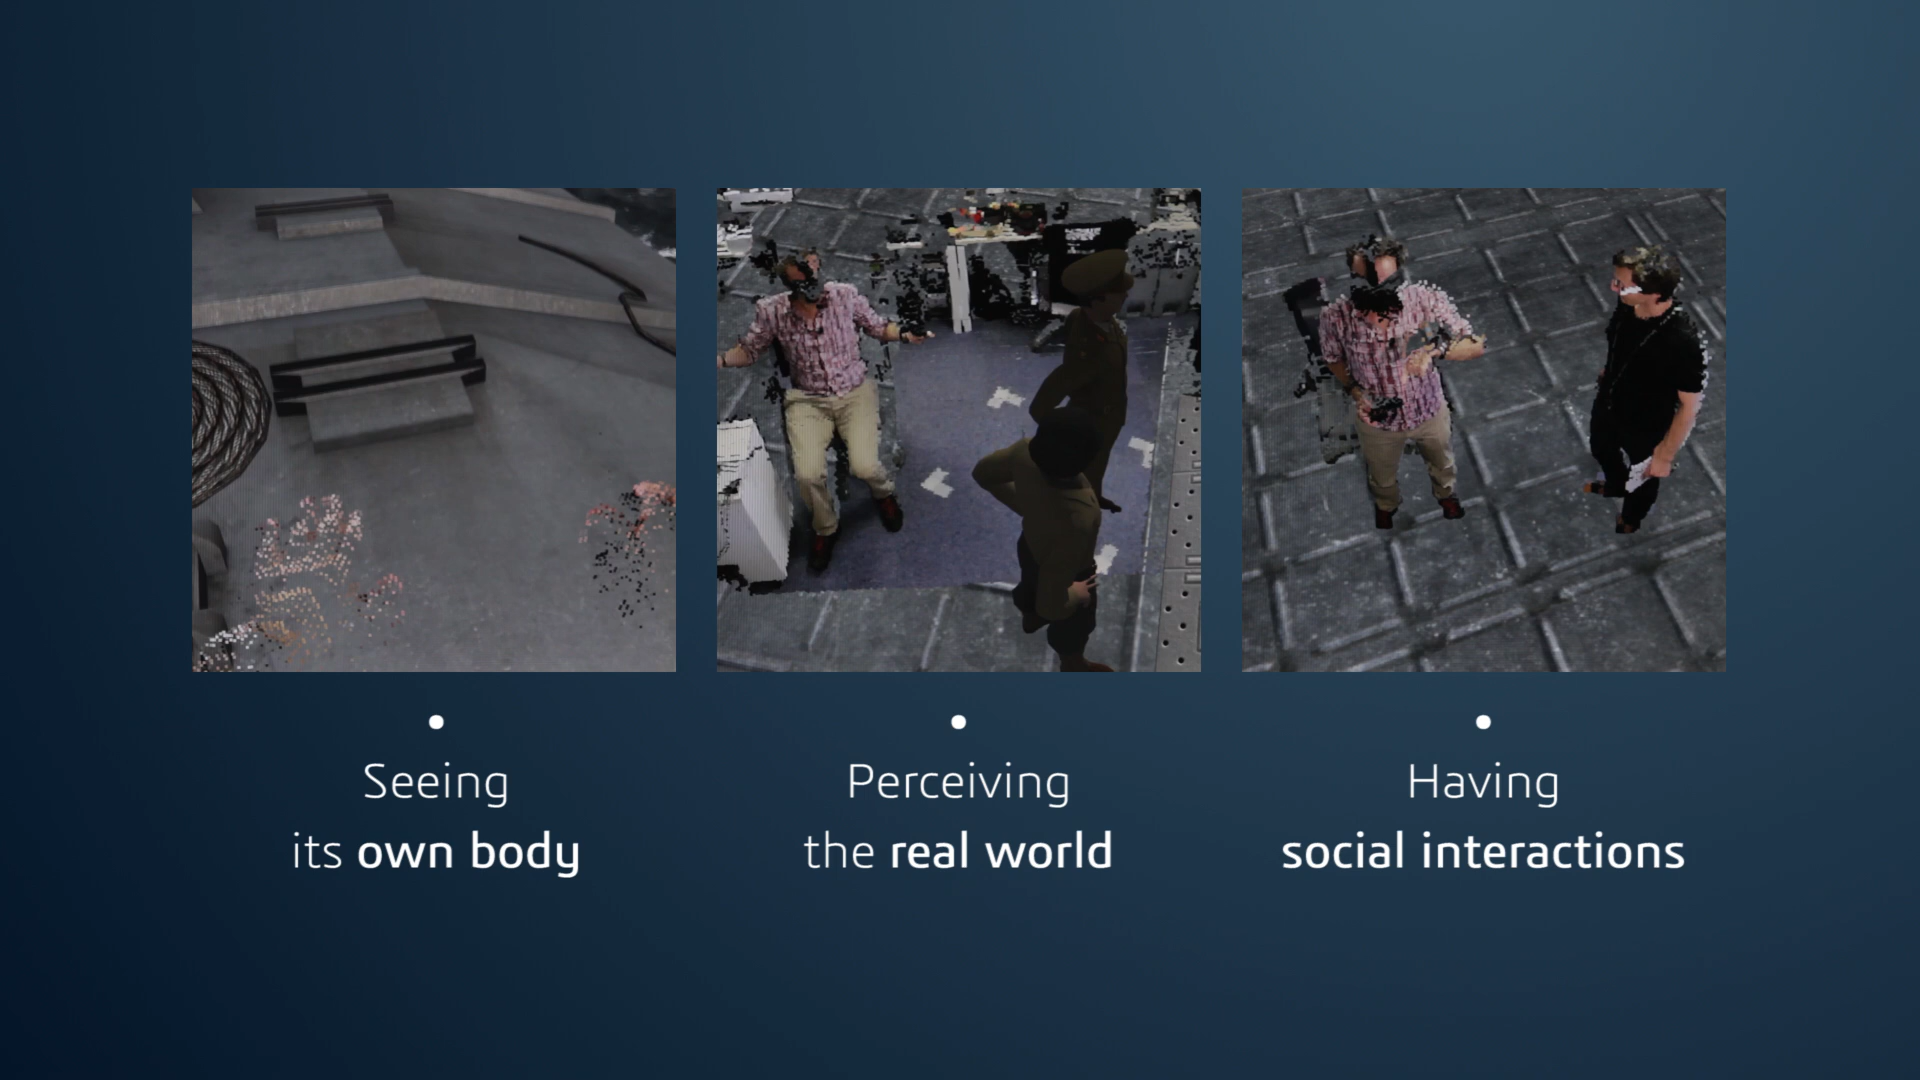 Seeing
its own body
Perceiving
the real world
Having
social interactions